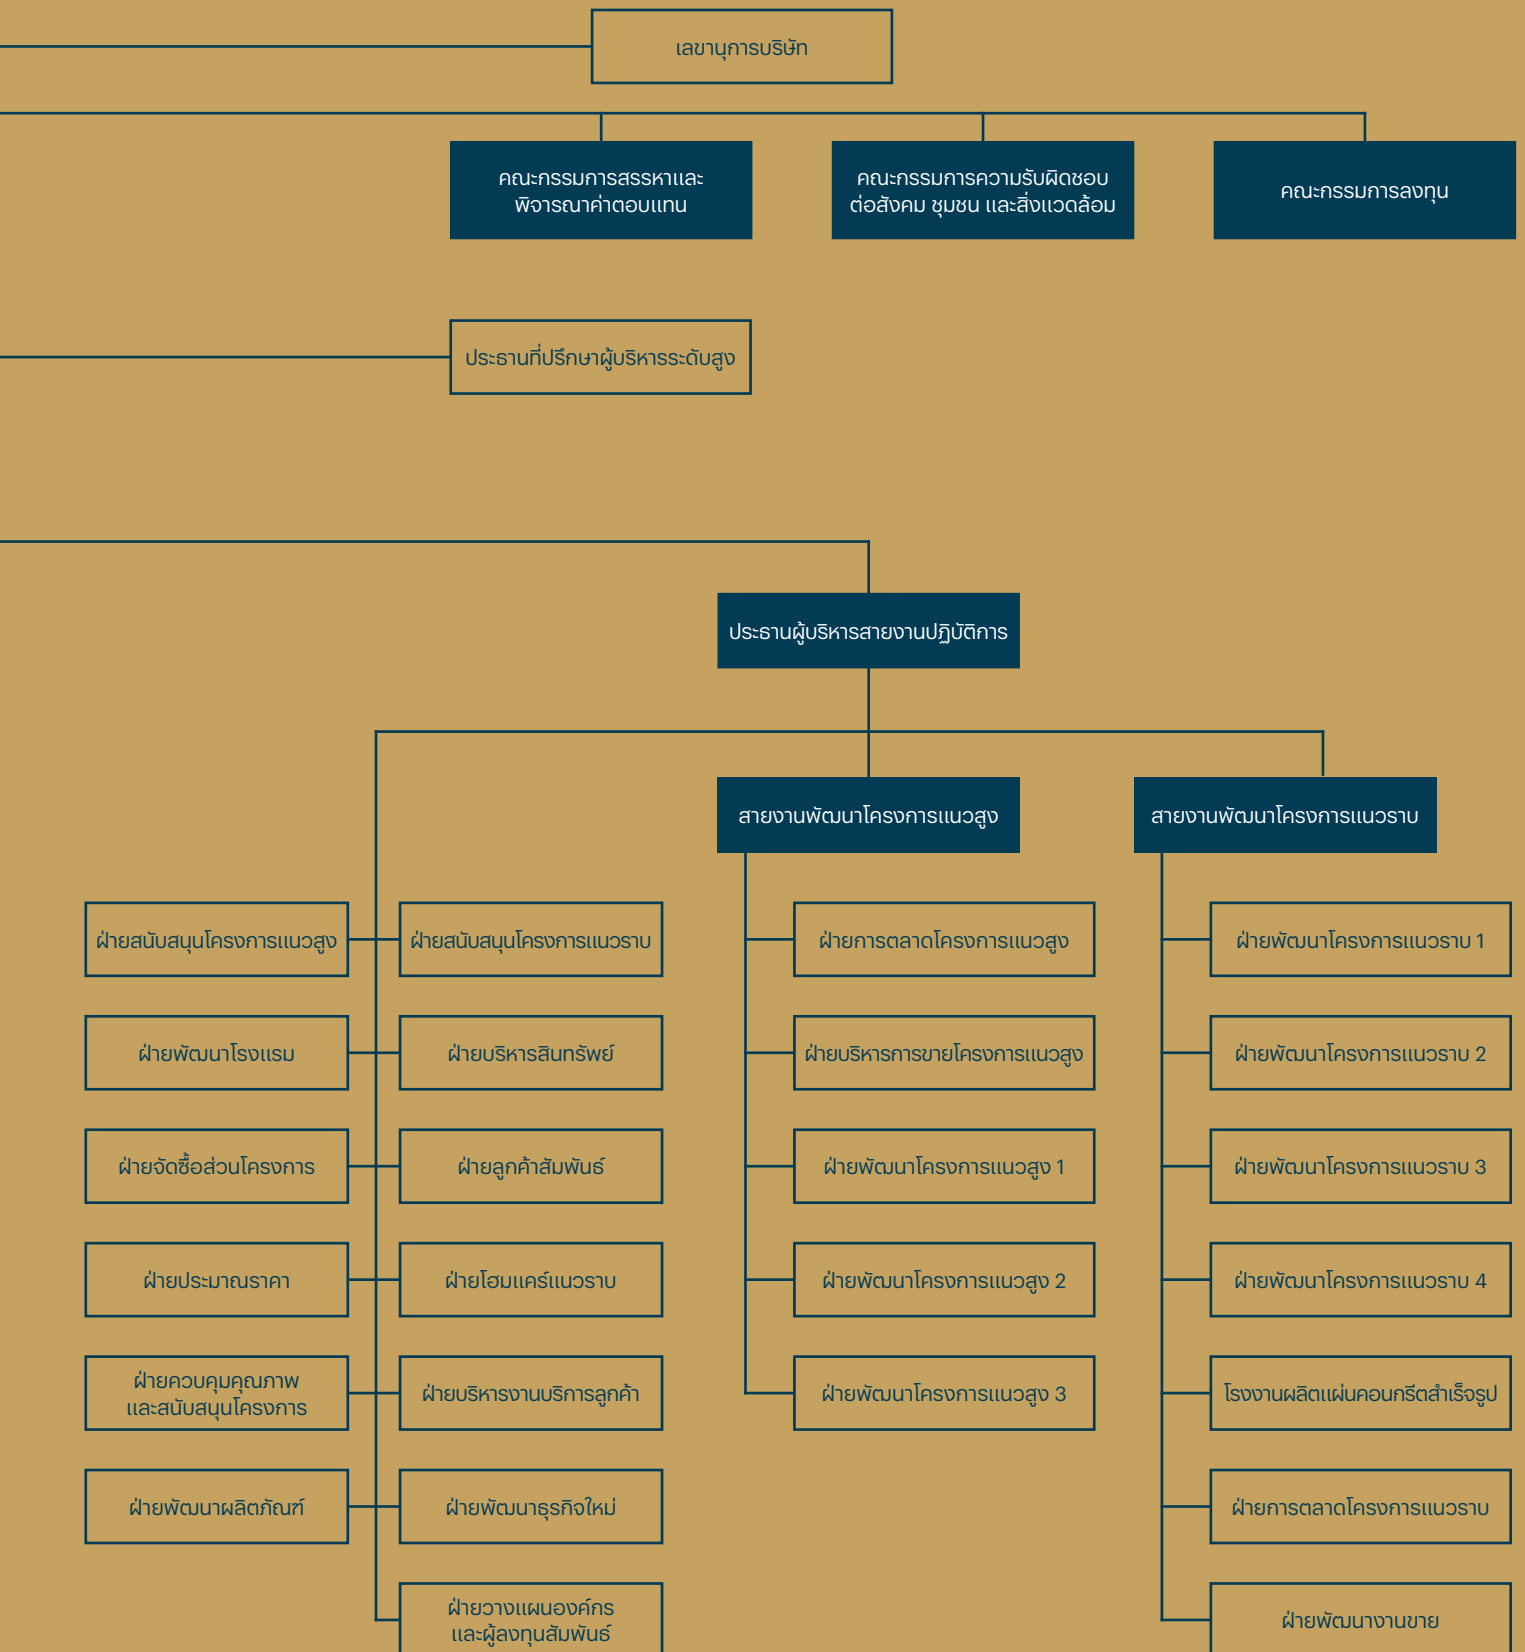 เลขานุการบริษัท
คณะกรรมการสรรหาและ
พิจารณาค่าตอบแทน
คณะกรรมการความรับผิดชอบ
ต่อสังคม ชุมชน และสิ่งแวดล้อม
คณะกรรมการลงทุน
ประธานที่ปรึกษาผู้บริหารระดับสูง
ประธานผู้บริหารสายงานปฏิบัติการ
สายงานพัฒนาโครงการแนวสูง
สายงานพัฒนาโครงการแนวราบ
ฝ่ายสนับสนุนโครงการแนวสูง
ฝ่ายสนับสนุนโครงการแนวราบ
ฝ่ายการตลาดโครงการแนวสูง
ฝ่ายพัฒนาโครงการแนวราบ 1
ฝ่ายพัฒนาโรงแรม
ฝ่ายบริหารสินทรัพย์
ฝ่ายบริหารการขายโครงการแนวสูง
ฝ่ายพัฒนาโครงการแนวราบ 2
ฝ่ายจัดซื้อส่วนโครงการ
ฝ่ายลูกค้าสัมพันธ์
ฝ่ายพัฒนาโครงการแนวสูง 1
ฝ่ายพัฒนาโครงการแนวราบ 3
ฝ่ายประมาณราคา
ฝ่ายโฮมแคร์แนวราบ
ฝ่ายพัฒนาโครงการแนวสูง 2
ฝ่ายพัฒนาโครงการแนวราบ 4
ฝ่ายควบคุมคุณภาพ
และสนับสนุนโครงการ
ฝ่ายบริหารงานบริการลูกค้า
ฝ่ายพัฒนาโครงการแนวสูง 3
โรงงานผลิตแผ่นคอนกรีตสำเร็จรูป
ฝ่ายพัฒนาผลิตภัณฑ์
ฝ่ายพัฒนาธุรกิจใหม่
ฝ่ายการตลาดโครงการแนวราบ
ฝ่ายวางแผนองค์กร
และผู้ลงทุนสัมพันธ์
ฝ่ายพัฒนางานขาย